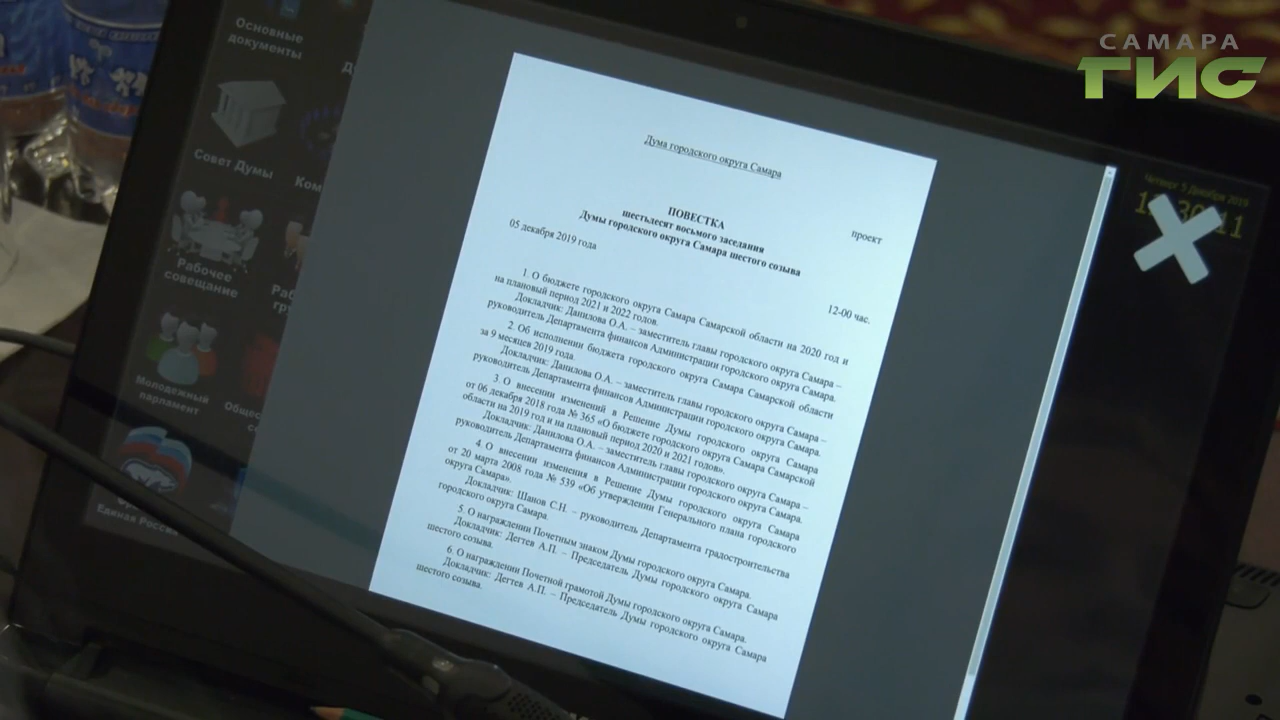 САМАРА
ГИС
Основные
документы
Совет Думы
Рабочее
совещание
Молодежный
парламент
Единая Россия
Четверг 5 Декабря 2019
Дума городского округа Самара
проект
ПОВЕСТКА
шестьдесят восьмого заседания
Думы городского округа Самара шестого созыва
05 декабря 2019 года
12-00 час.
1. О бюджете городского округа Самара Самарской области на 2020 год и
на плановый период 2021 и 2022 годов.
Докладчик: Данилова О.А. – заместитель главы городского округа Самара –
руководитель Департамента финансов Администрации городского округа Самара.
2. Об исполнении бюджета городского округа Самара Самарской области
за 9 месяцев 2019 года.
Докладчик: Данилова О.А. – заместитель главы городского округа Самара –
руководитель Департамента финансов Администрации городского округа Самара.
3. О внесении изменений в Решение Думы городского округа Самара
от 06 декабря 2018 года № 365 «О бюджете городского округа Самара Самарской
области на 2019 год и на плановый период 2020 и 2021 годов».
Докладчик: Данилова О.А. – заместитель главы городского округа Самара –
руководитель Департамента финансов Администрации городского округа Самара.
4. О внесении изменения в Решение Думы городского округа Самара
от 20 марта 2008 года № 539 «Об утверждении Генерального плана городского
округа Самара».
Докладчик: Шанов С.Н. – руководитель Департамента градостроительства
городского округа Самара.
5. О награждении Почетным знаком Думы городского округа Самара.
Докладчик: Дегтев А.П. – Председатель Думы городского округа Самара
шестого созыва.
6. О награждении Почетной грамотой Думы городского округа Самара.
Докладчик: Дегтев А.П. – Председатель Думы городского округа Самара
шестого созыва.